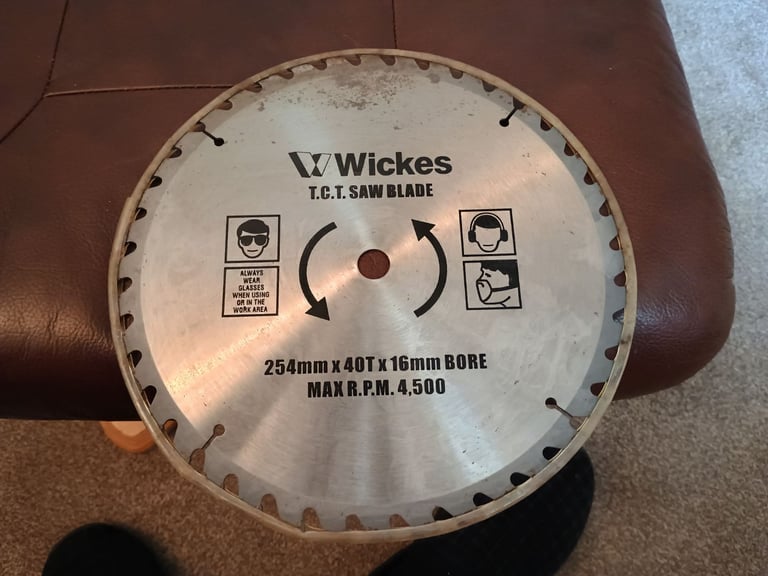 Wickes
T.C.T. SAW BLADE
ALWAYS
WEAR
GLASSES
WHEN USING
OR IN THE
WORK AREA
254mm x 40T x 16mm BORE
MAX R.P.M. 4,500